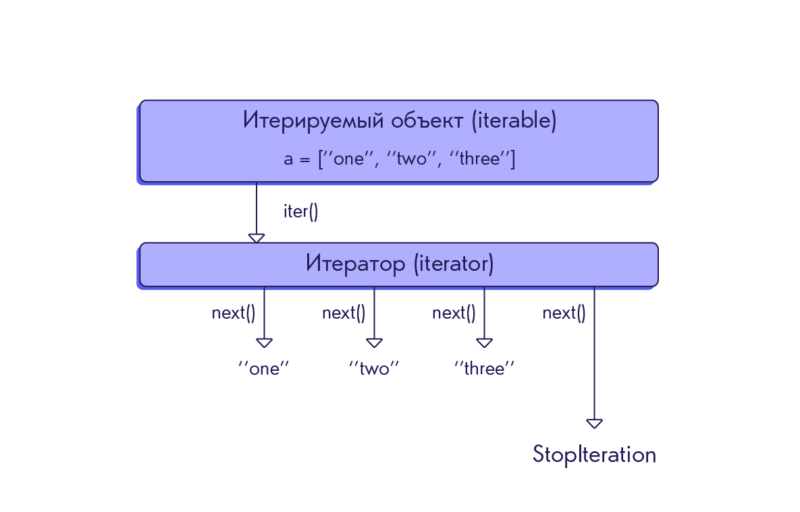 Итерируемый объект (iterable)
a = [''one'', ''two'', ''three'']
iter()
Итератор (iterator)
next() next() next() next()
''one'' ''two'' ''three''
StopIteration